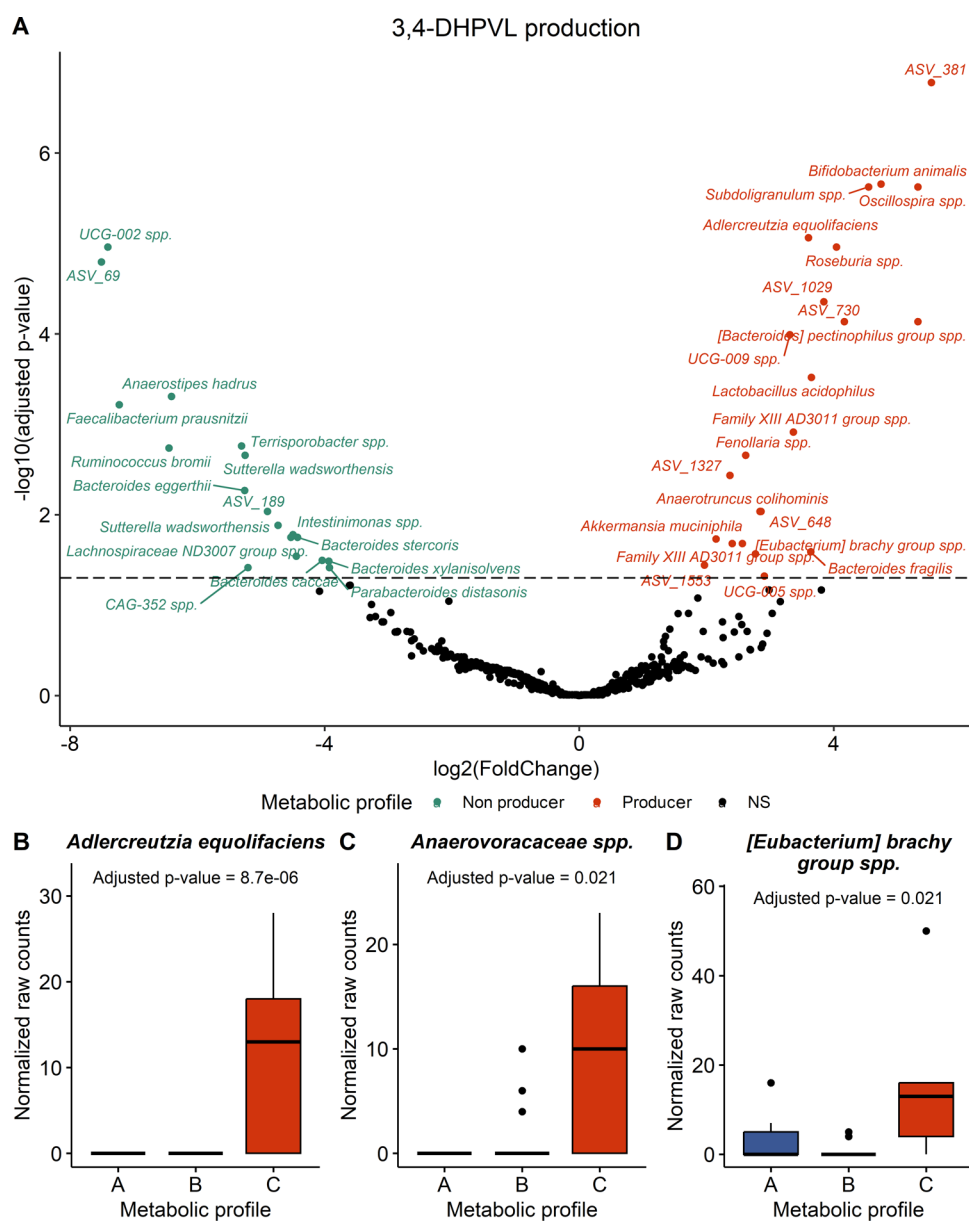 A
3,4-DHPVL production
ASV_381
Bifidobacterium animalis
Subdoligranulum spp.
Oscillospira spp.
Adlercreutzia equolifaciens
UCG-002 spp.
Roseburia spp.
ASV_69
ASV_1029
ASV_730
[Bacteroides] pectinophilus group spp.
UCG-009 spp.
Anaerostipes hadrus
Lactobacillus acidophilus
Faecalibacterium prausnitzii
Family XIII AD3011 group spp.
Terrisporobacter spp.
Fenollaria spp.
Ruminococcus bromii
Sutterella wadsworthensis
ASV_1327
Bacteroides eggerthii
ASV_189
Anaerotruncus colihominis
Sutterella wadsworthensis
Intestinimonas spp.
Akkermansia muciniphila
ASV_648
Lachnospiraceae ND3007 group spp.
Bacteroides stercoris
[Eubacterium] brachy group spp.
Bacteroides caccae
Bacteroides xylanisolvens
Family XIII AD3011 group spp.
Bacteroides fragilis
CAG-352 spp.
Parabacteroides distasonis
ASV_1553
UCG-005 spp.
-log10(adjusted p-value)
6
4
2
0
-8
-4
0
4
log2(FoldChange)
Metabolic profile Non producer Producer NS
B
Adlercreutzia equolifaciens
Adjusted p-value = 8.7e-06
Normalized raw counts
30
20
10
0
A B C
Metabolic profile
C
Anaerovoracaceae spp.
Adjusted p-value = 0.021
Normalized raw counts
20
10
0
A B C
Metabolic profile
D
[Eubacterium] brachy
group spp.
Adjusted p-value = 0.021
Normalized raw counts
60
40
20
0
A B C
Metabolic profile